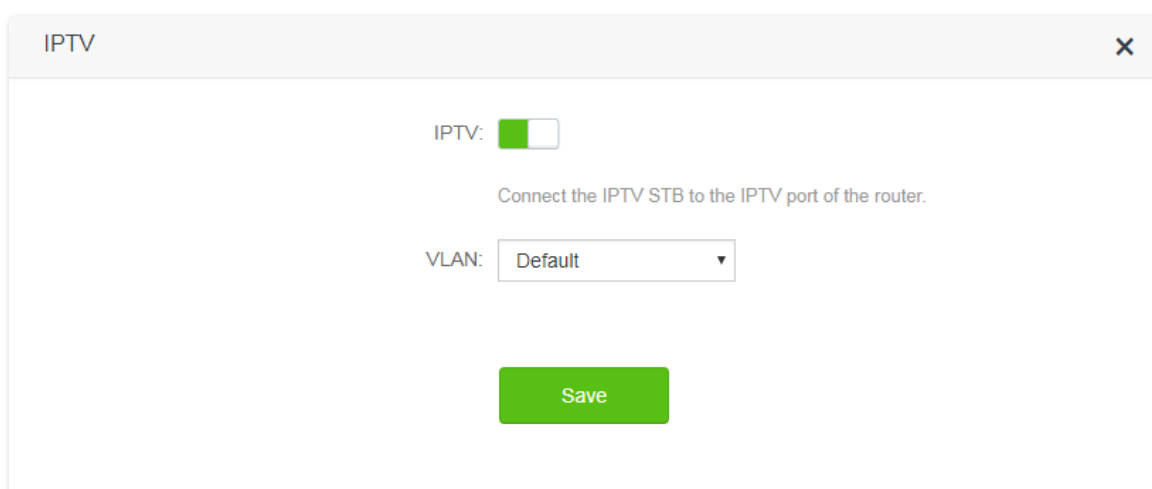 IPTV
IPTV:
Connect the IPTV STB to the IPTV port of the router.
VLAN: Default
Save